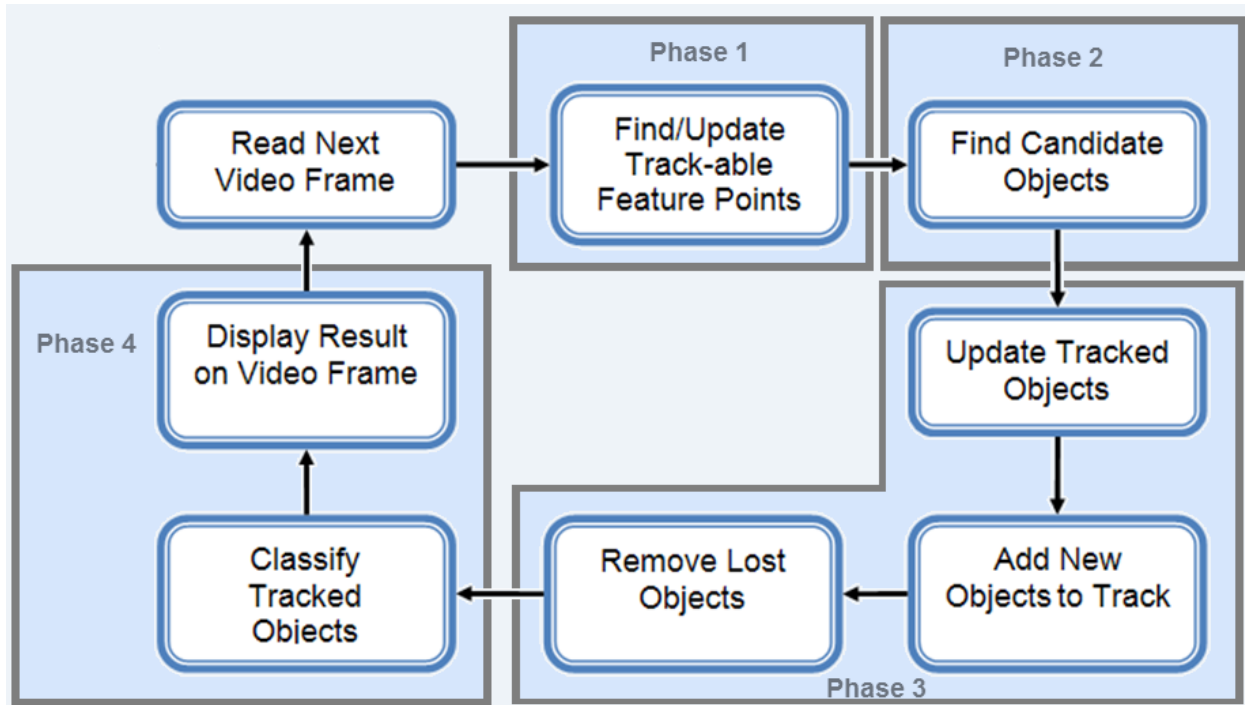 Phase 1
Phase 2
Read Next
Video Frame
Find/Update
Track-able
Feature Points
Find Candidate
Objects
Phase 4
Display Result
on Video Frame
Update Tracked
Objects
Classify
Tracked
Objects
Remove Lost
Objects
Add New
Objects to Track
Phase 3